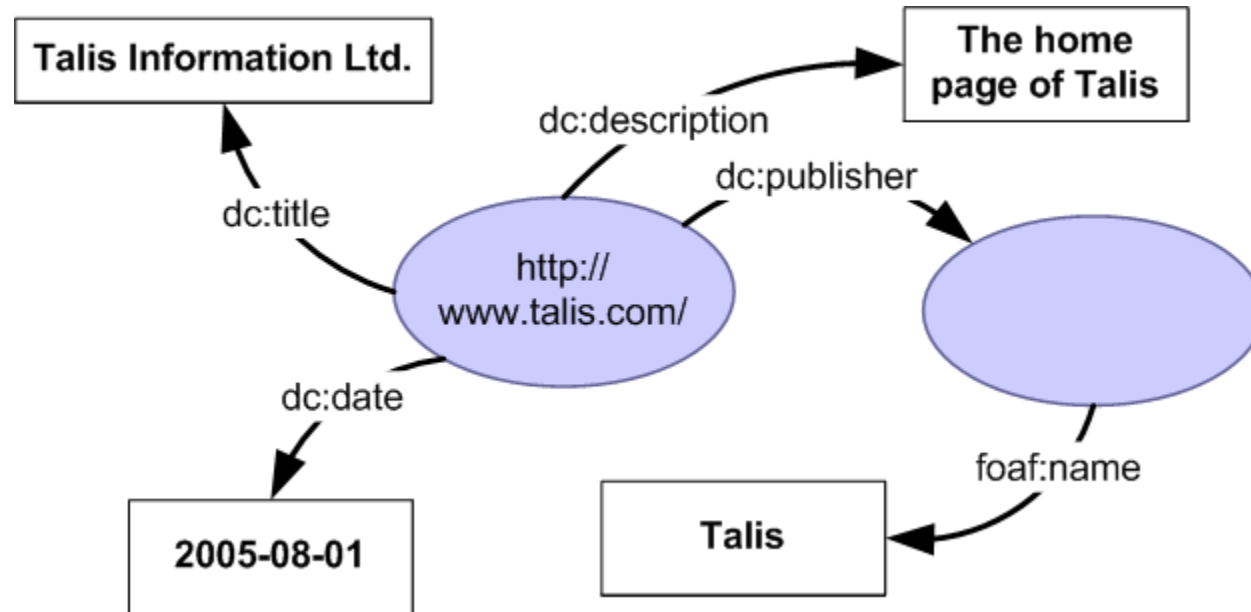 Talis Information Ltd.
The home
page of Talis
dc:description
dc:publisher
dc:title
http://
www.talis.com/
dc:date
foaf:name
Talis
2005-08-01